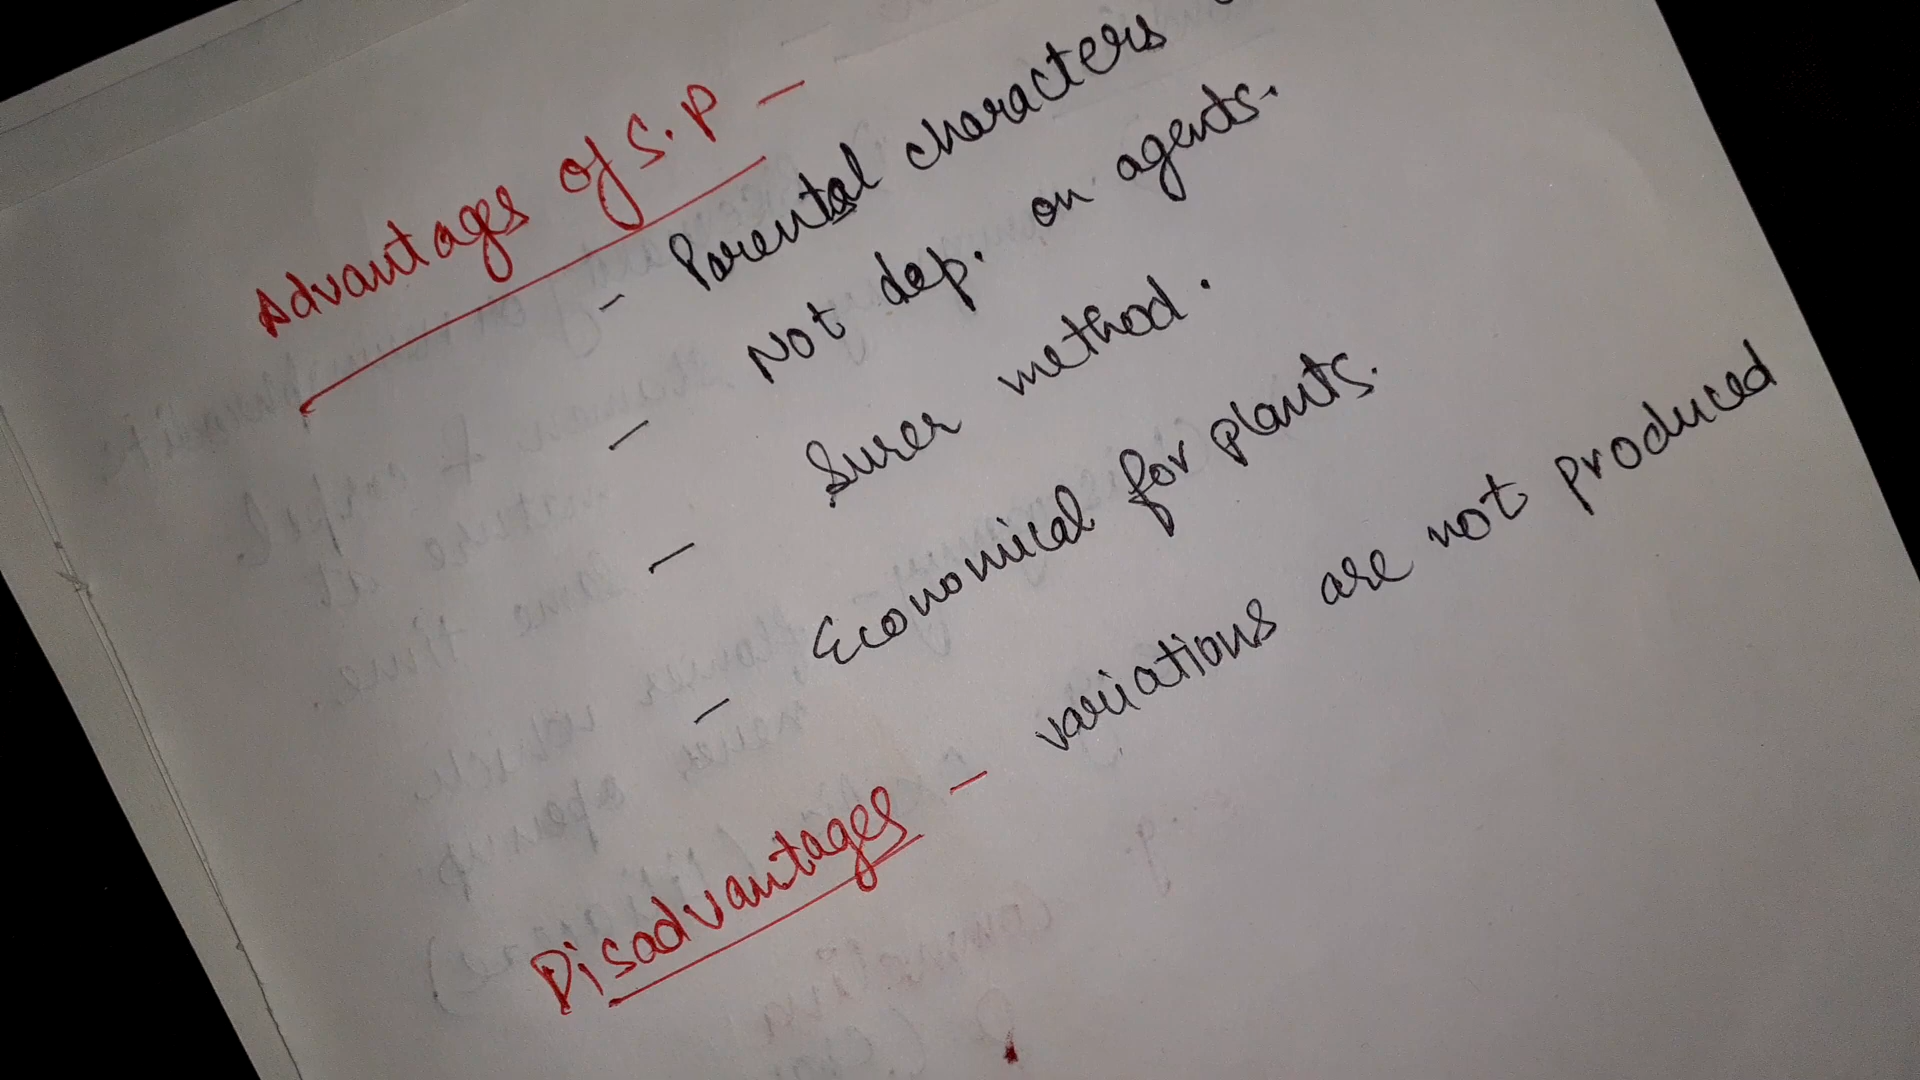 Advantages of S.P -
- Parental characters
- Not dep. on agents.
- Surer method.
- Economical for plants.
Disadvantages - variations are not produced